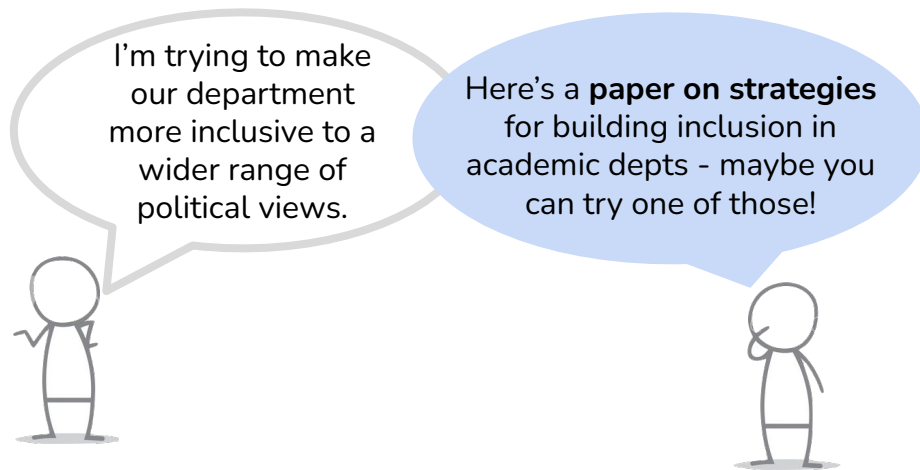 I’m trying to make
our department
more inclusive to a
wider range of
political views.
Here’s a paper on strategies
for building inclusion in
academic depts - maybe you
can try one of those!